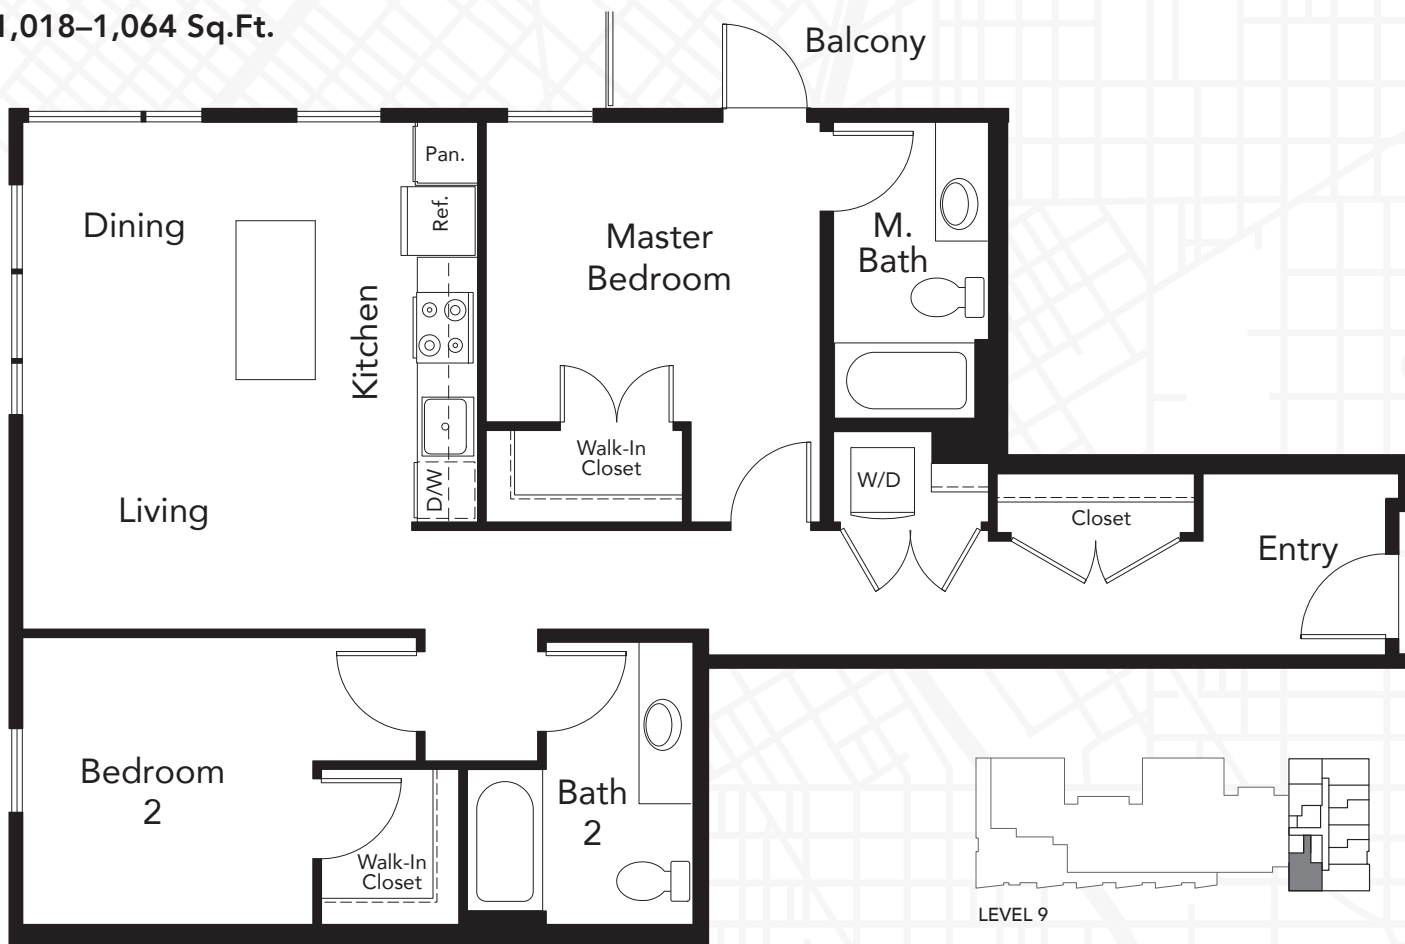 1,018–1,064 Sq.Ft.
Balcony
Pan.
Ref.
Dining
Master
Bedroom
M.
Bath
Kitchen
Walk-In
Closet
W/D
D/W
Living
Closet
Entry
Bedroom
2
Bath
2
Walk-In
Closet
LEVEL 9